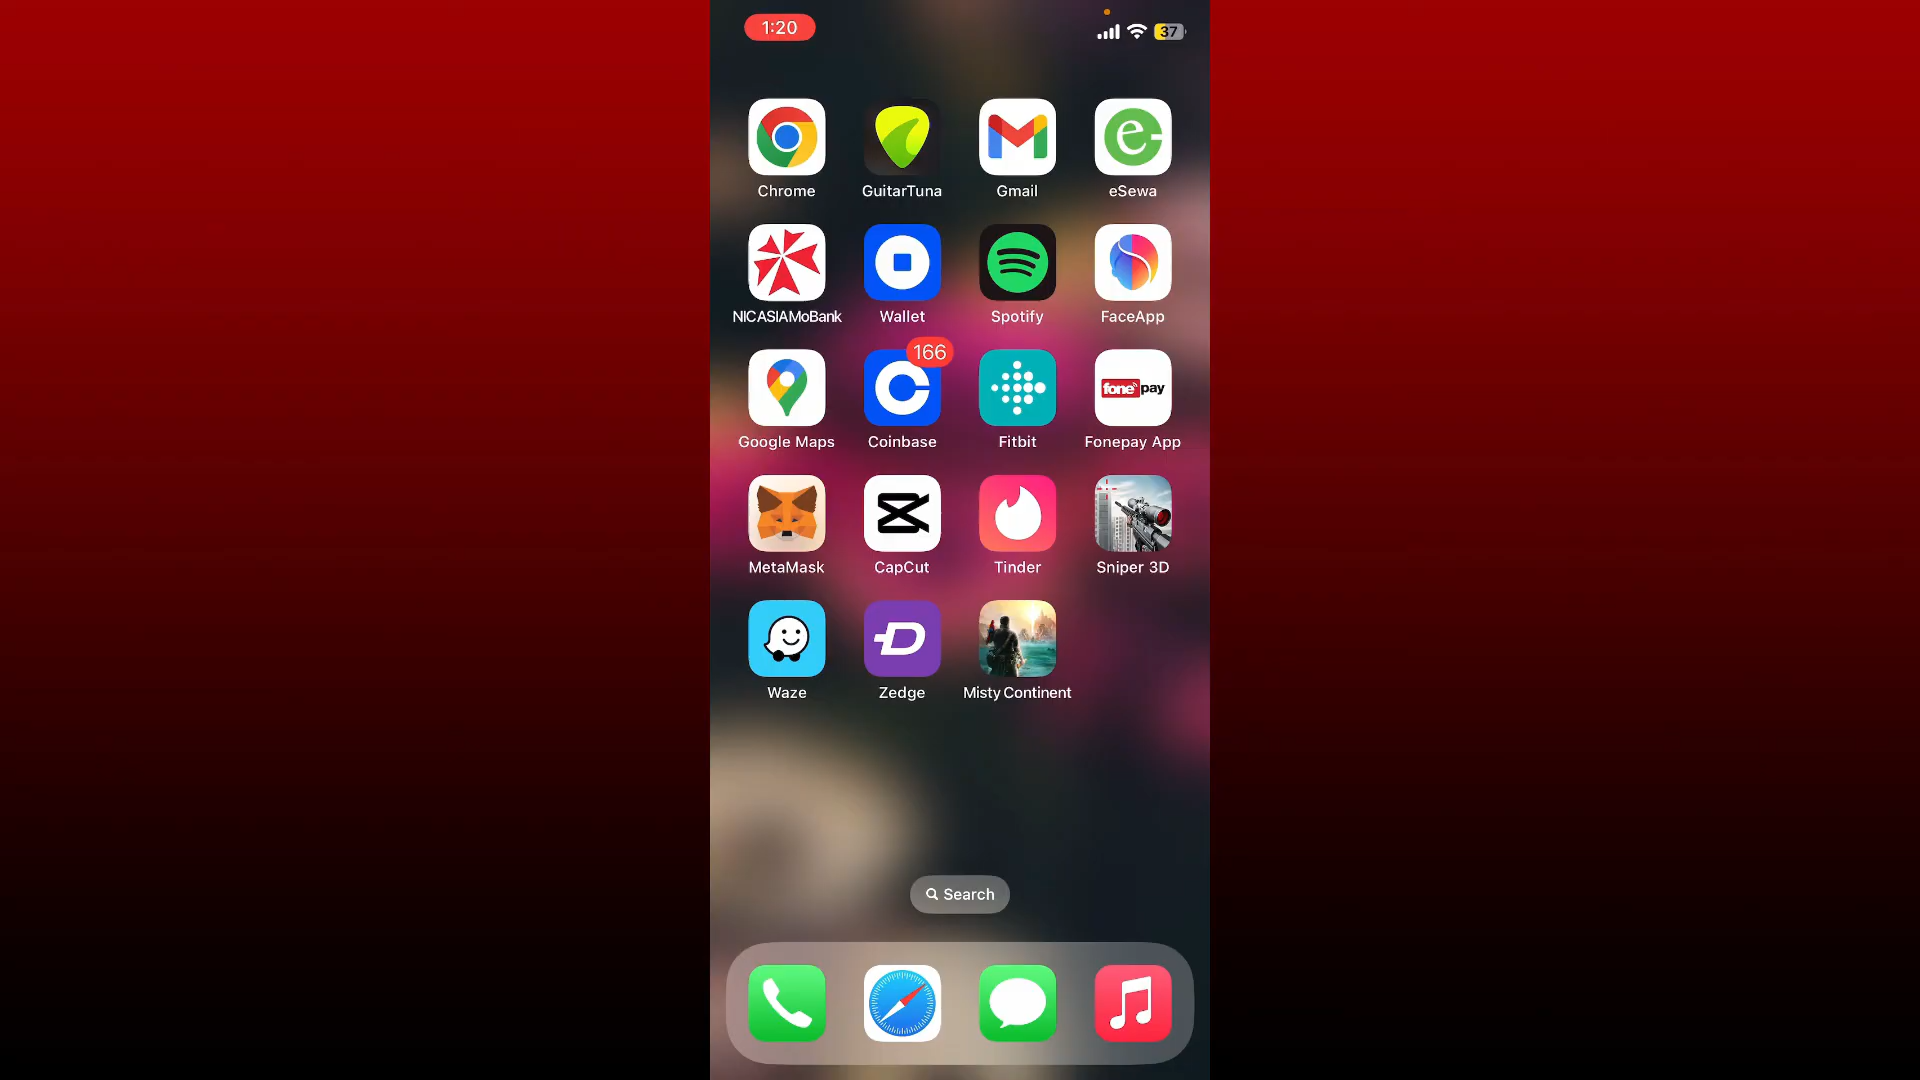 1:20
37
Chrome
GuitarTuna
Gmail
eSewa
NICASIAMoBank
Wallet
Spotify
FaceApp
166
fone pay
Google Maps
Coinbase
Fitbit
Fonepay App
MetaMask
CapCut
Tinder
Sniper 3D
Waze
Zedge
Misty Continent
Search